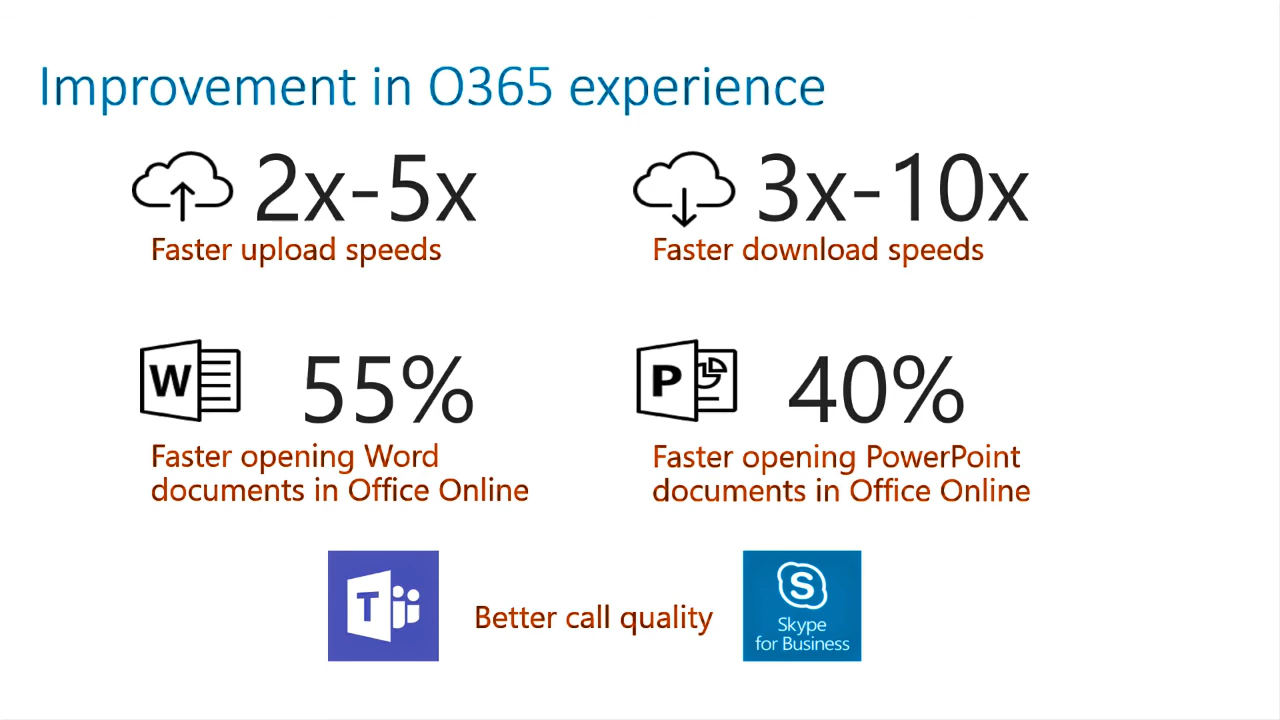 Improvement in O365 experience
2x-5x
Faster upload speeds
3x-10x
Faster download speeds
W
55%
Faster opening Word
documents in Office Online
P
40%
Faster opening PowerPoint
documents in Office Online
T
Better call quality
S
Skype
for Business